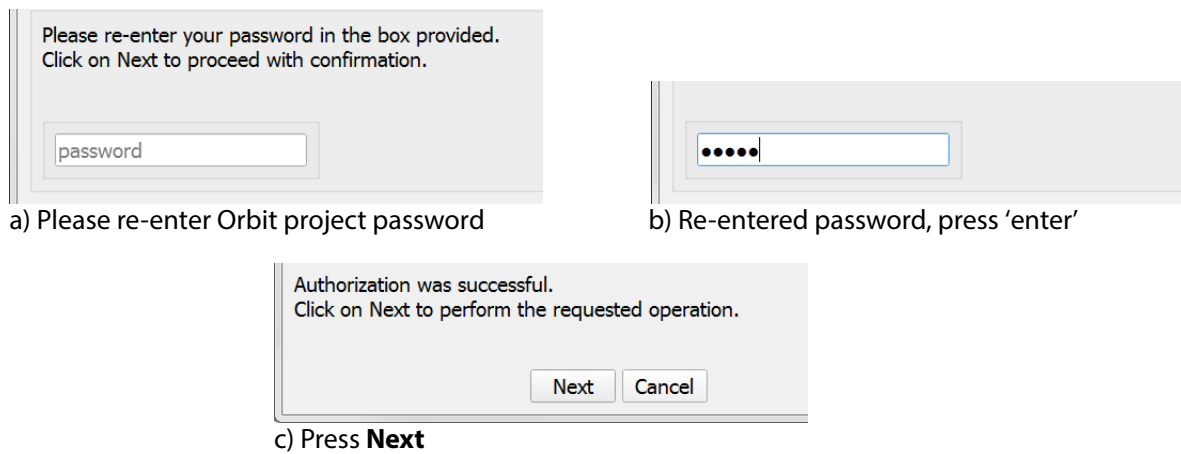 Please re-enter your password in the box provided.
Click on Next to proceed with confirmation.
password
●●●●●
a) Please re-enter Orbit project password
b) Re-entered password, press ‘enter’
Authorization was successful.
Click on Next to perform the requested operation.
Next
Cancel
c) Press Next